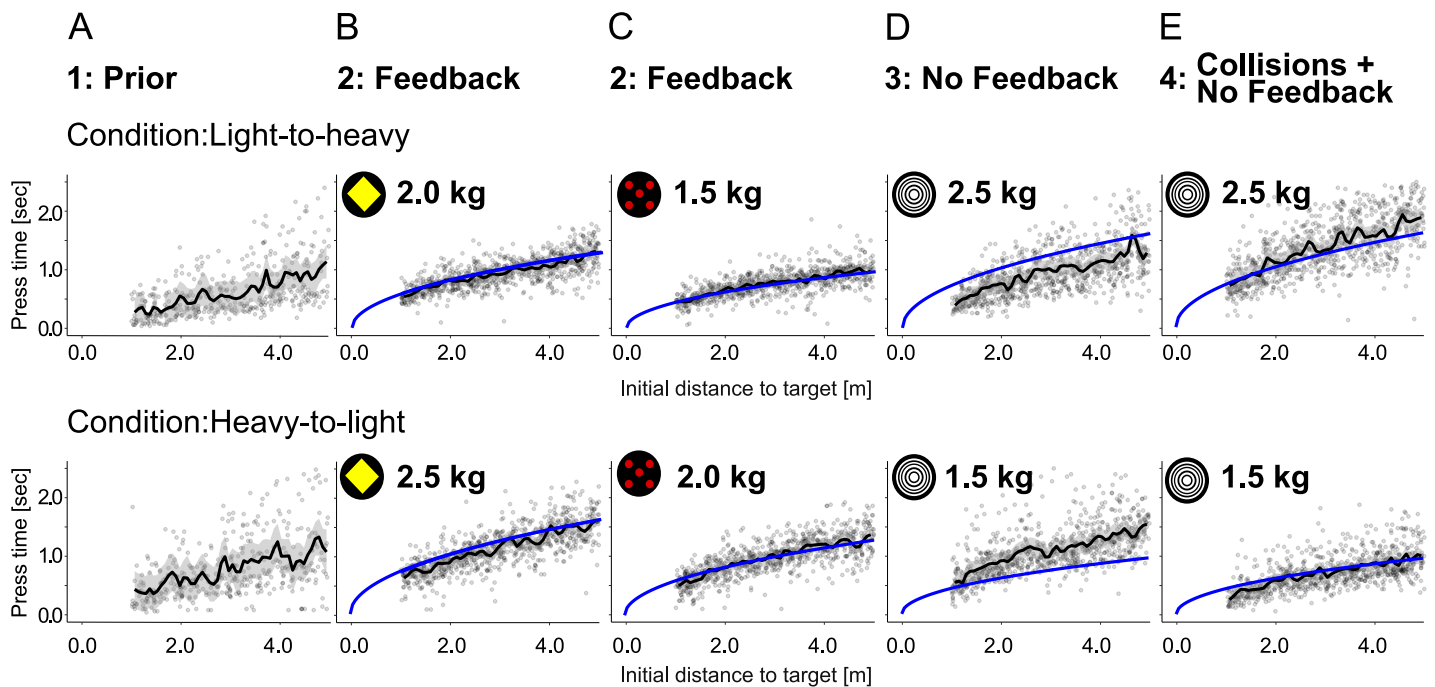 A B C D E
1: Prior 2: Feedback 2: Feedback 3: No Feedback 4: Collisions +
No Feedback
Condition:Light-to-heavy
2.0 kg 1.5 kg 2.5 kg 2.5 kg
Press time [sec]
2.0
1.0
0.0
0.0 2.0 4.0 0.0 2.0 4.0 0.0 2.0 4.0 0.0 2.0 4.0 0.0 2.0 4.0
Initial distance to target [m]
Condition:Heavy-to-light
2.5 kg 2.0 kg 1.5 kg 1.5 kg
Press time [sec]
2.0
1.0
0.0
0.0 2.0 4.0 0.0 2.0 4.0 0.0 2.0 4.0 0.0 2.0 4.0 0.0 2.0 4.0
Initial distance to target [m]